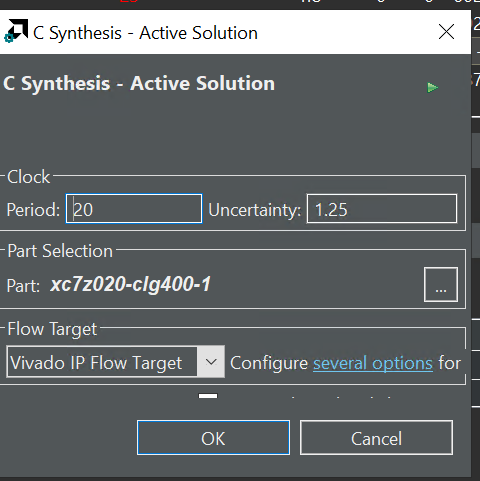 C Synthesis - Active Solution
C Synthesis - Active Solution
Clock
Period: 20 Uncertainty: 1.25
Part Selection
Part: xc7z020-clg400-1 ...
Flow Target
Vivado IP Flow Target Configure several options for
OK Cancel